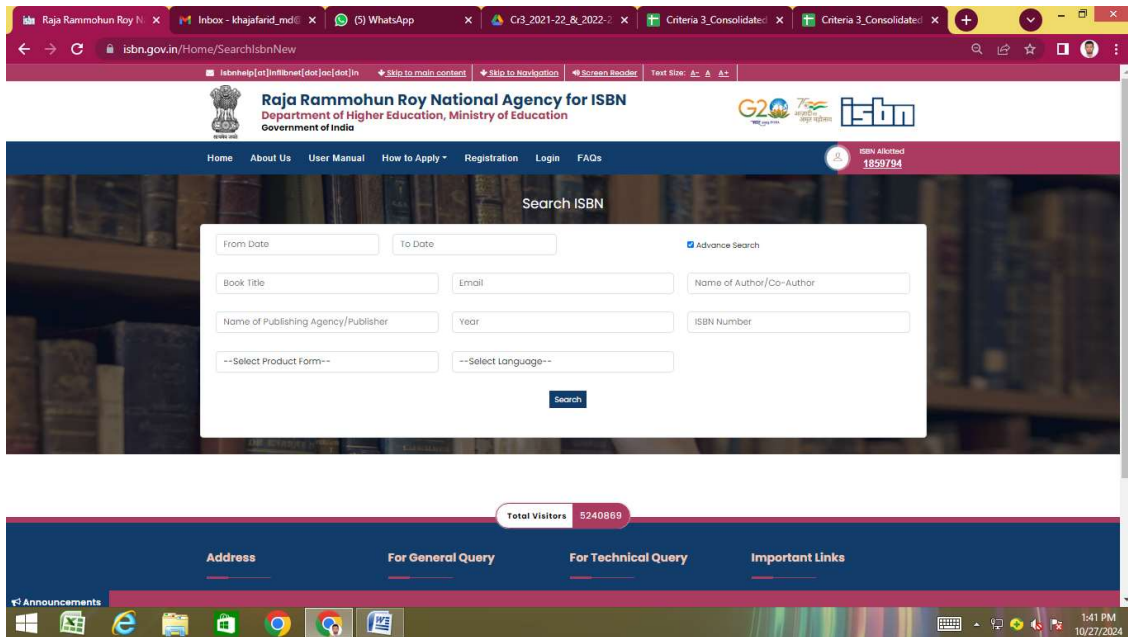 Raja Rammohun Roy N
Inbox - khajafarid_md@
(5) WhatsApp
Cr3_2021-22_&_2022-2
Criteria 3_Consolidated
Criteria 3_Consolidated
isbn.gov.in/Home/SearchIsbnNew
isbnhelp[at]inflibnet[dot]ac[dot]in
Skip to main content
Skip to Navigation
Screen Reader
Text Size: A- A A+
Raja Rammohun Roy National Agency for ISBN
Department of Higher Education, Ministry of Education
Government of India
G20
isbn
Home About Us User Manual How to Apply Registration Login FAQs
ISBN Allotted
1859794
Search ISBN
From Date
To Date
Advance Search
Book Title
Email
Name of Author/Co-Author
Name of Publishing Agency/Publisher
Year
ISBN Number
--Select Product Form--
--Select Language--
Search
Total Visitors 5240869
Address
For General Query
For Technical Query
Important Links
Announcements
1:41 PM
10/27/2024